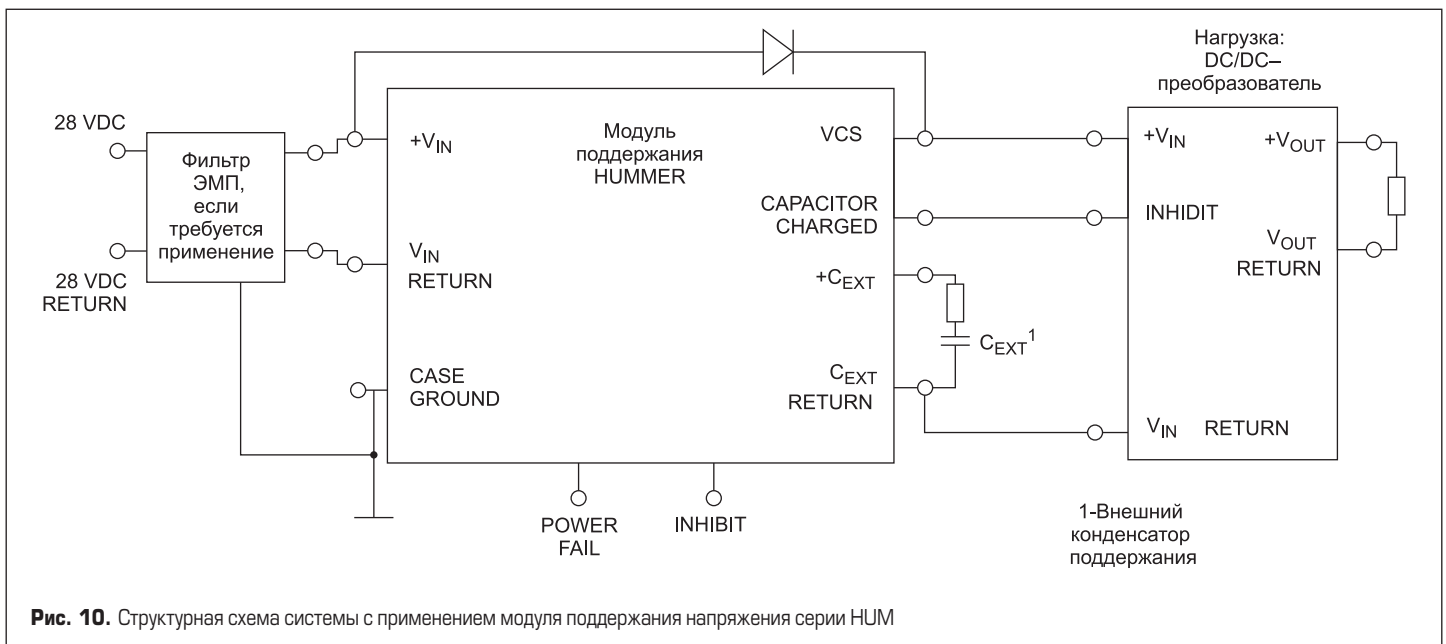 28 VDC
28 VDC
RETURN
Фильтр
ЭМП,
если
требуется
применение
+VIN
VIN
RETURN
CASE
GROUND
Модуль
поддержания
HUMMER
VCS
CAPACITOR
CHARGED
+CEXT
CEXT
RETURN
POWER
FAIL
INHIBIT
CEXT1
Нагрузка:
DC/DC–
преобразователь
+VIN
INHIDIT
VIN RETURN
+VOUT
VOUT
RETURN
1-Внешний
конденсатор
поддержания
Рис. 10. Структурная схема системы с применением модуля поддержания напряжения серии HUM